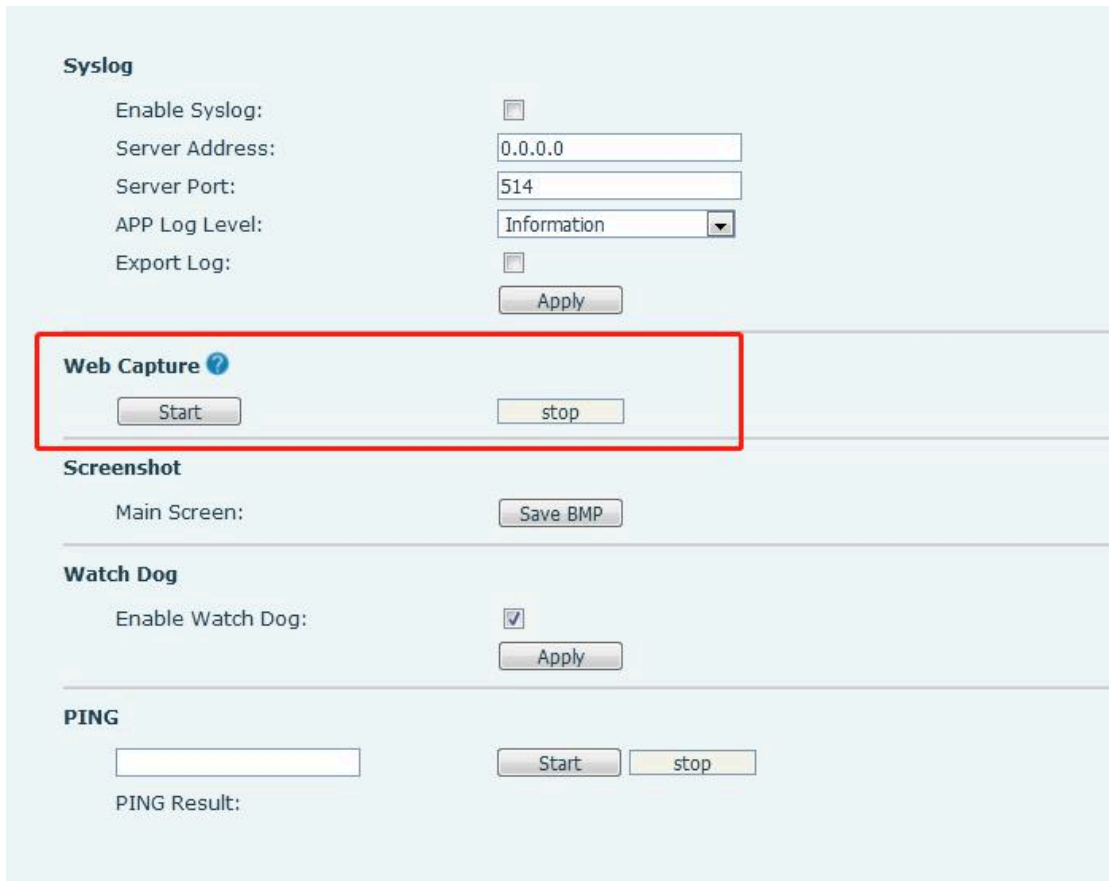 Syslog
Enable Syslog:
Server Address: 0.0.0.0
Server Port: 514
APP Log Level: Information
Export Log:
Apply
Web Capture ?
Start stop
Screenshot
Main Screen: Save BMP
Watch Dog
Enable Watch Dog:
Apply
PING
Start stop
PING Result: